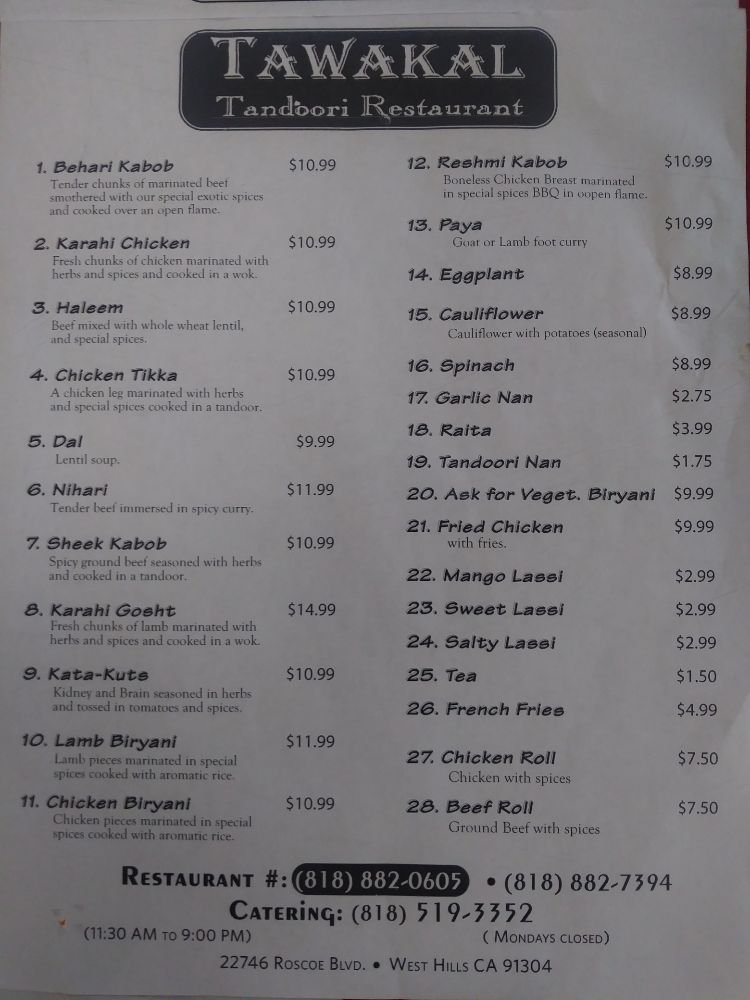 TAWAKAL
Tandoori Restaurant
1. Behari Kabob $10.99
Tender chunks of marinated beef
smothered with our special exotic spices
and cooked over an open flame.
2. Karahi Chicken $10.99
Fresh chunks of chicken marinated with
herbs and spices and cooked in a wok.
3. Haleem $10.99
Beef mixed with whole wheat lentil,
and special spices.
4. Chicken Tikka $10.99
A chicken leg marinated with herbs
and special spices cooked in a tandoor.
5. Dal $9.99
Lentil soup.
6. Nihari $11.99
Tender beef immersed in spicy curry.
7. Sheek Kabob $10.99
Spicy ground beef seasoned with herbs
and cooked in a tandoor.
8. Karahi Gosht $14.99
Fresh chunks of lamb marinated with
herbs and spices and cooked in a wok.
9. Kata-Kuts $10.99
Kidney and Brain seasoned in herbs
and tossed in tomatoes and spices.
10. Lamb Biryani $11.99
Lamb pieces marinated in special
spices cooked with aromatic rice.
11. Chicken Biryani $10.99
Chicken pieces marinated in special
spices cooked with aromatic rice.
12. Reshmi Kabob $10.99
Boneless Chicken Breast marinated
in special spices BBQ in oopen flame.
13. Paya $10.99
Goat or Lamb foot curry
14. Eggplant $8.99
15. Cauliflower $8.99
Cauliflower with potatoes (seasonal)
16. Spinach $8.99
17. Garlic Nan $2.75
18. Raita $3.99
19. Tandoori Nan $1.75
20. Ask for Veget. Biryani $9.99
21. Fried Chicken $9.99
with fries.
22. Mango Lassi $2.99
23. Sweet Lassi $2.99
24. Salty Lassi $2.99
25. Tea $1.50
26. French Fries $4.99
27. Chicken Roll $7.50
Chicken with spices
28. Beef Roll $7.50
Ground Beef with spices
RESTAURANT #: (818) 882-0605 • (818) 882-7394
CATERING: (818) 519-3352
(11:30 AM TO 9:00 PM) ( MONDAYS CLOSED)
22746 ROSCOE BLVD. • WEST HILLS CA 91304